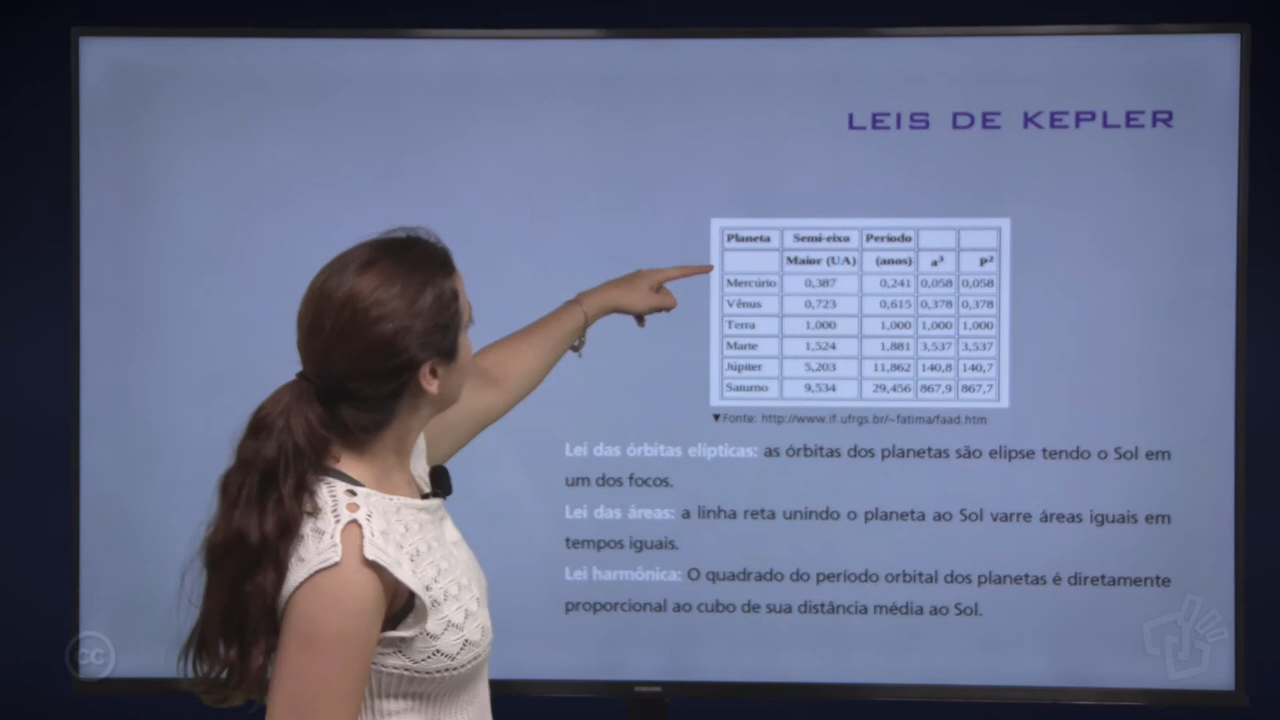 LEIS DE KEPLER
Planeta Semi-eixo Período
Maior (UA) (anos) a³ P²
Mercúrio 0,387 0,241 0,058 0,058
Vênus 0,723 0,615 0,378 0,378
Terra 1,000 1,000 1,000 1,000
Marte 1,524 1,881 3,537 3,537
Júpiter 5,203 11,862 140,8 140,7
Saturno 9,534 29,456 867,9 867,7
▼Fonte: http://www.if.ufrgs.br/~fatima/faad.htm
Lei das órbitas elípticas: as órbitas dos planetas são elipse tendo o Sol em
um dos focos.
Lei das áreas: a linha reta unindo o planeta ao Sol varre áreas iguais em
tempos iguais.
Lei harmônica: O quadrado do período orbital dos planetas é diretamente
proporcional ao cubo de sua distância média ao Sol.
cc